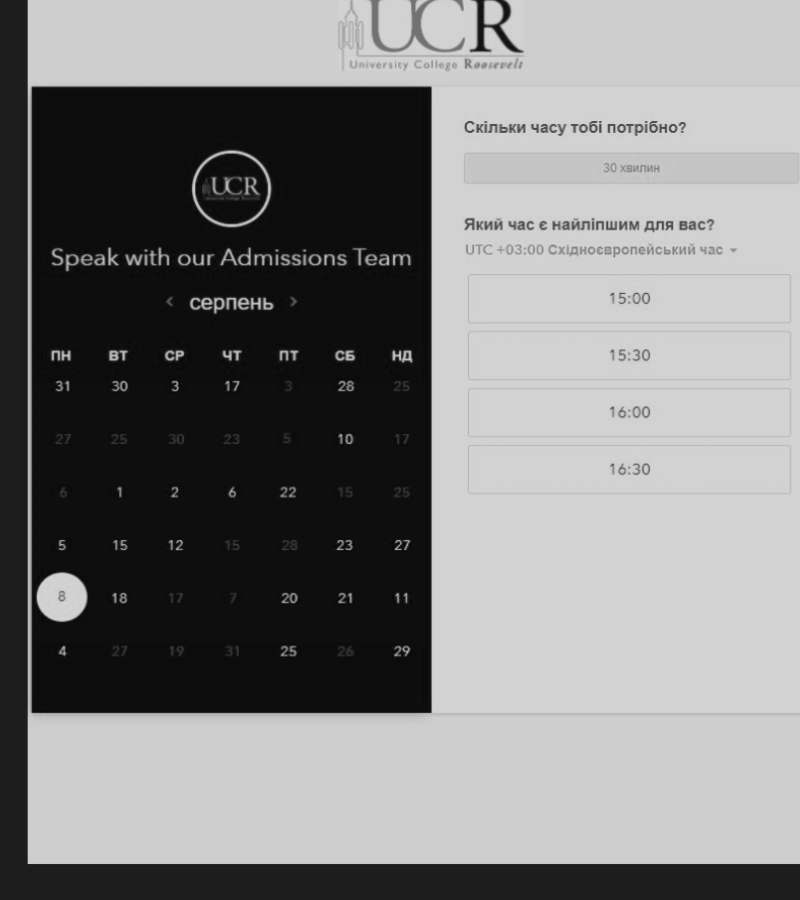 UCR
University College Roosevelt
UCR
Speak with our Admissions Team
‹ серпень ›
ПН ВТ СР ЧТ ПТ СБ НД
31 30 3 17 3 28 25
27 25 30 23 5 10 17
6 1 2 6 22 15 25
5 15 12 15 28 23 27
8 18 17 7 20 21 11
4 27 19 31 25 26 29
Скільки часу тобі потрібно?
30 хвилин
Який час є найліпшим для вас?
UTC +03:00 Східноєвропейський час
15:00
15:30
16:00
16:30